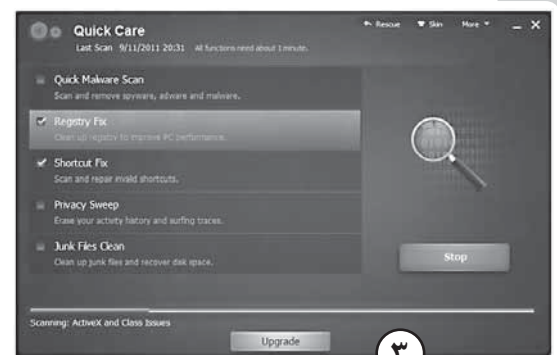 Quick Care
Rescue Skin More
Last Scan 9/11/2011 20:31 All functions need about 1 minute.
Quick Malware Scan
Scan and remove spyware, adware and malware.
Registry Fix
Clean up registry to improve PC performance.
Shortcut Fix
Scan and repair invalid shortcuts.
Privacy Sweep
Erase your activity history and surfing traces.
Junk Files Clean
Clean up junk files and recover disk space.
Stop
Scanning: ActiveX and Class Issues
Upgrade
۳